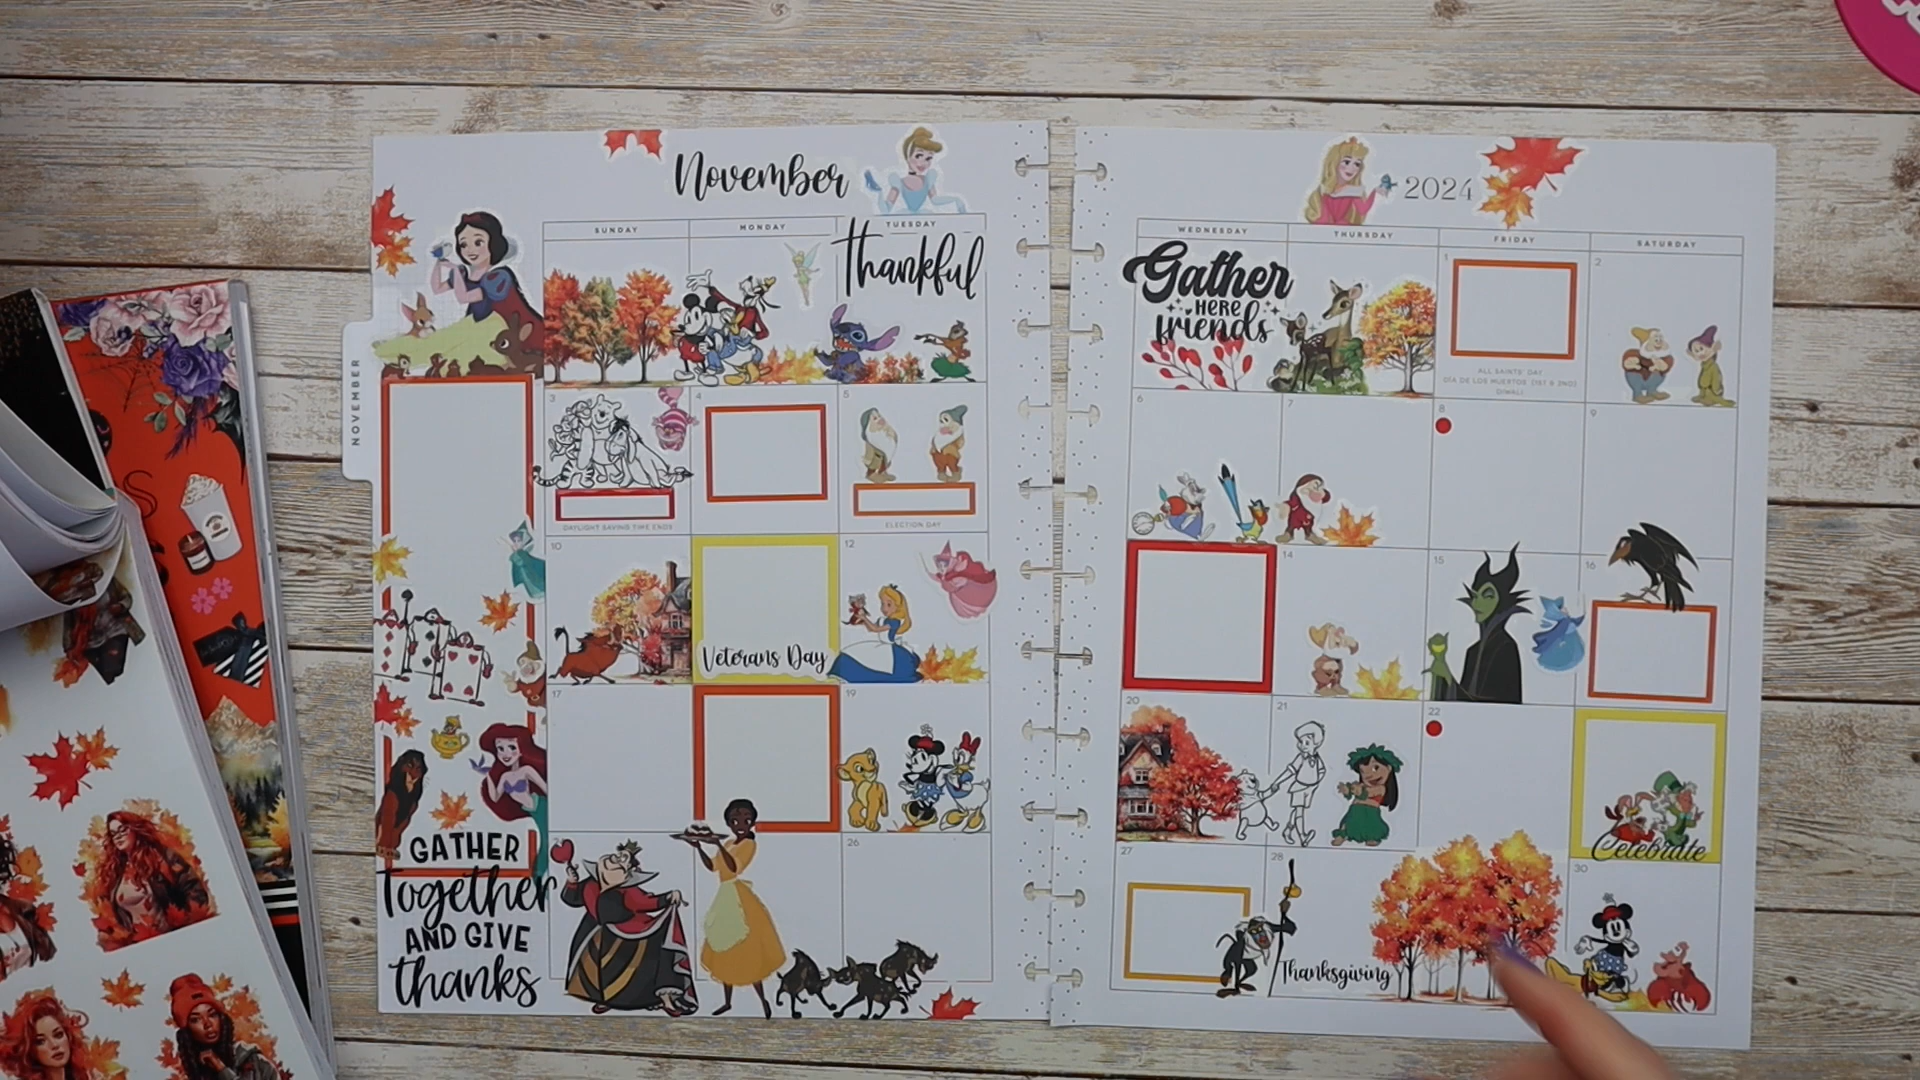 November
2024
SUNDAY
MONDAY
TUESDAY
WEDNESDAY
THURSDAY
FRIDAY
SATURDAY
NOVEMBER
Thankful
Gather
HERE
friends
1
ALL SAINTS' DAY
DÍA DE LOS MUERTOS (1ST & 2ND)
DIWALI
2
3
DAYLIGHT SAVING TIME ENDS
4
5
ELECTION DAY
6
7
8
9
10
Veterans Day
12
14
15
16
17
19
20
21
22
Celebrate
26
27
28
Thanksgiving
30
GATHER
Together
AND GIVE
thanks